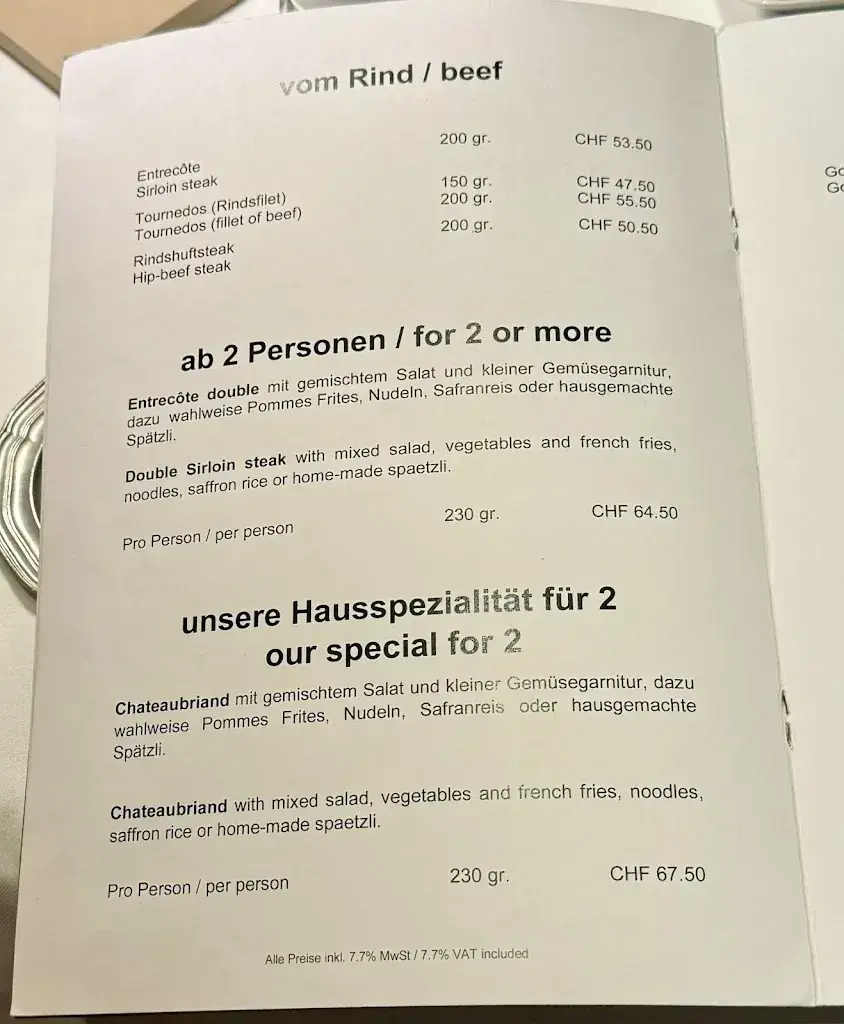 vom Rind / beef
Entrecôte 200 gr. CHF 53.50
Sirloin steak
Tournedos (Rindsfilet) 150 gr. CHF 47.50
Tournedos (fillet of beef) 200 gr. CHF 55.50
Rindshuftsteak 200 gr. CHF 50.50
Hip-beef steak
ab 2 Personen / for 2 or more
Entrecôte double mit gemischtem Salat und kleiner Gemüsegarnitur,
dazu wahlweise Pommes Frites, Nudeln, Safranreis oder hausgemachte
Spätzli.
Double Sirloin steak with mixed salad, vegetables and french fries,
noodles, saffron rice or home-made spaetzli.
Pro Person / per person 230 gr. CHF 64.50
unsere Hausspezialität für 2
our special for 2
Chateaubriand mit gemischtem Salat und kleiner Gemüsegarnitur, dazu
wahlweise Pommes Frites, Nudeln, Safranreis oder hausgemachte
Spätzli.
Chateaubriand with mixed salad, vegetables and french fries, noodles,
saffron rice or home-made spaetzli.
Pro Person / per person 230 gr. CHF 67.50
Alle Preise inkl. 7.7% MwSt / 7.7% VAT included